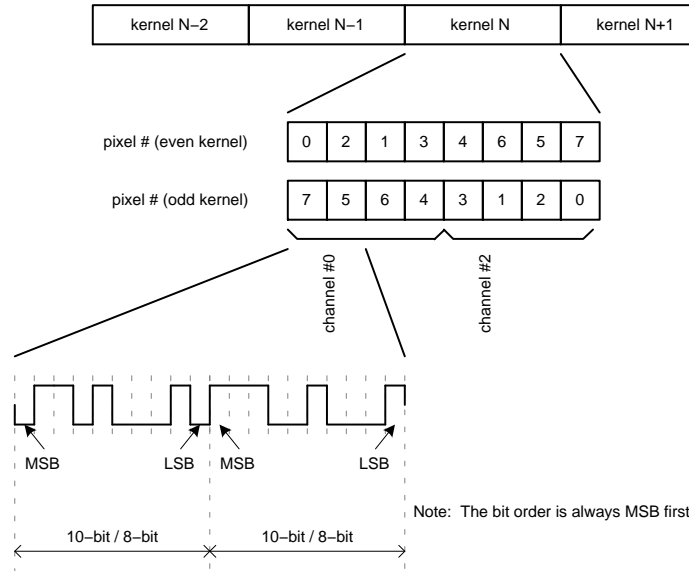 kernel N−2 kernel N−1 kernel N kernel N+1
pixel # (even kernel) 0 2 1 3 4 6 5 7
pixel # (odd kernel) 7 5 6 4 3 1 2 0
channel #0 channel #2
MSB LSB MSB LSB
Note: The bit order is always MSB first
10−bit / 8−bit 10−bit / 8−bit